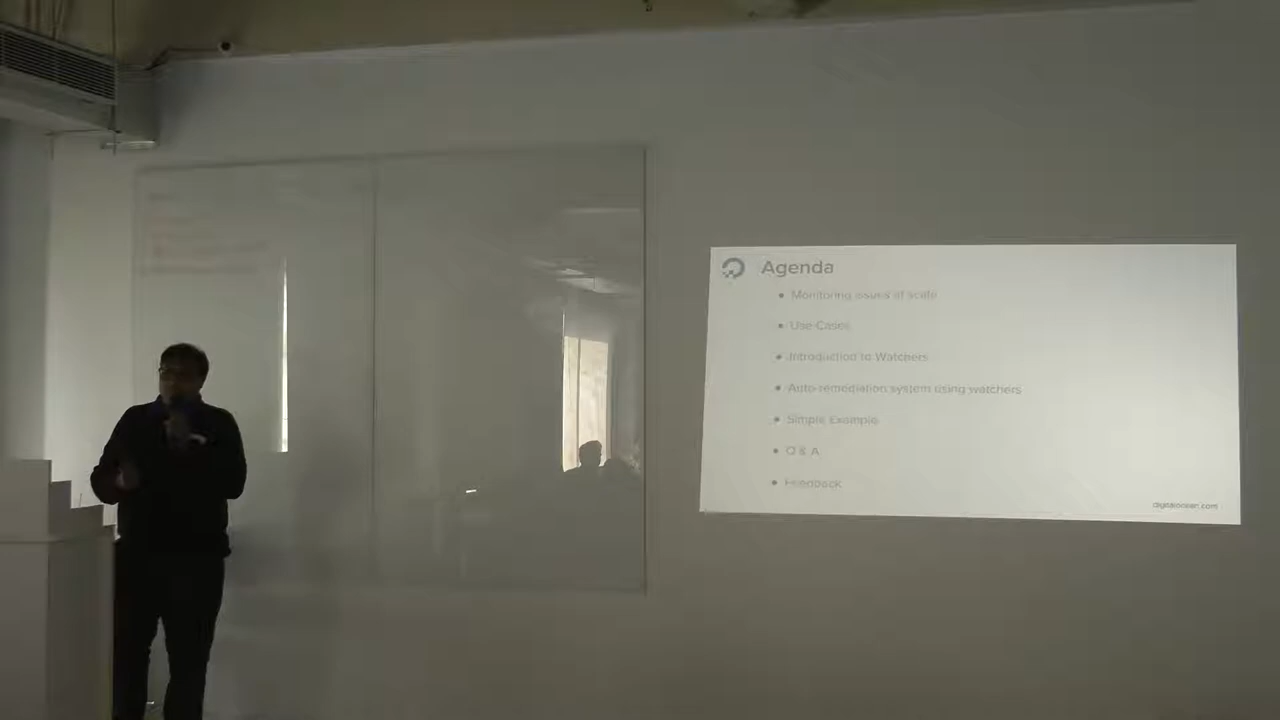 Agenda
• Monitoring issues at scale
• Use-Cases
• Introduction to Watchers
• Auto-remediation system using watchers
• Simple Example
• Q & A
• Feedback
digitalocean.com